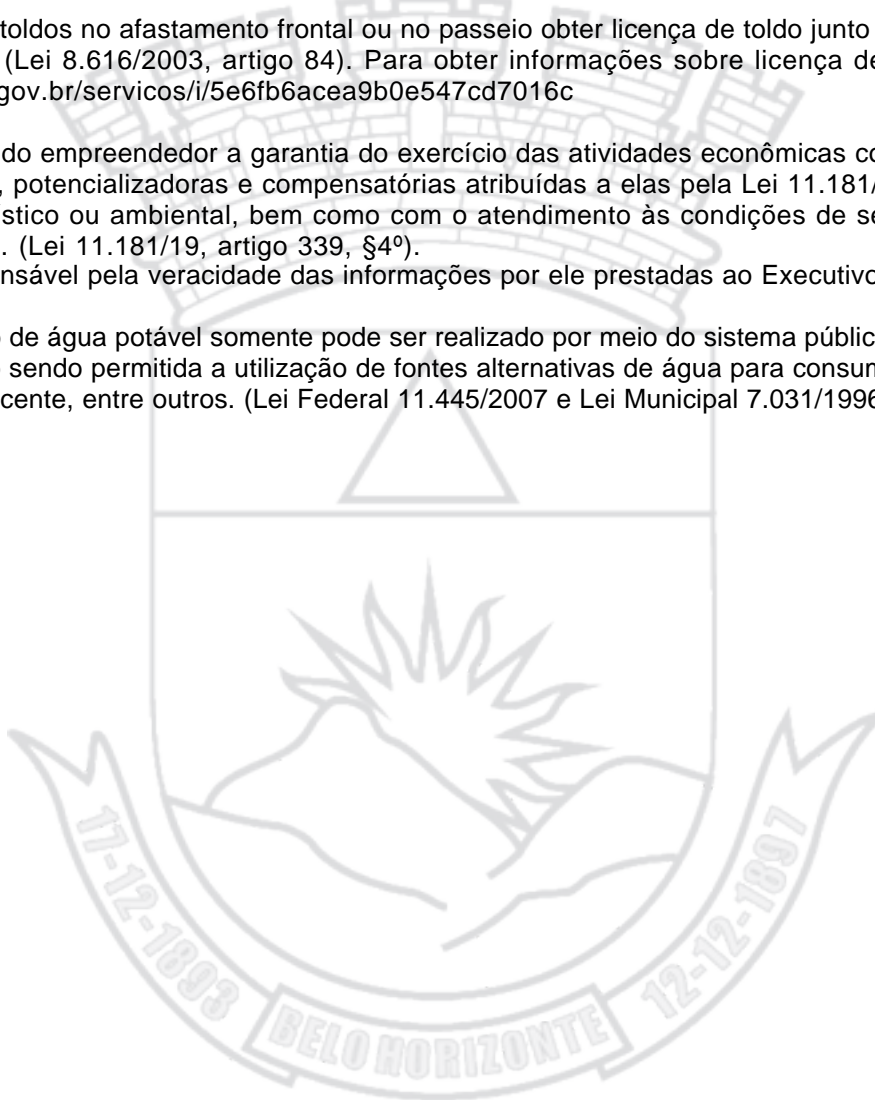 toldos no afastamento frontal ou no passeio obter licença de toldo junto
(Lei 8.616/2003, artigo 84). Para obter informações sobre licença de
gov.br/servicos/i/5e6fb6acea9b0e547cd7016c
do empreendedor a garantia do exercício das atividades econômicas co
, potencializadoras e compensatórias atribuídas a elas pela Lei 11.181/
stico ou ambiental, bem como com o atendimento às condições de se
. (Lei 11.181/19, artigo 339, §4º).
nsável pela veracidade das informações por ele prestadas ao Executivo
o de água potável somente pode ser realizado por meio do sistema públic
o sendo permitida a utilização de fontes alternativas de água para consum
cente, entre outros. (Lei Federal 11.445/2007 e Lei Municipal 7.031/1996
17-12-1893
BELO HORIZONTE
12-12-1897